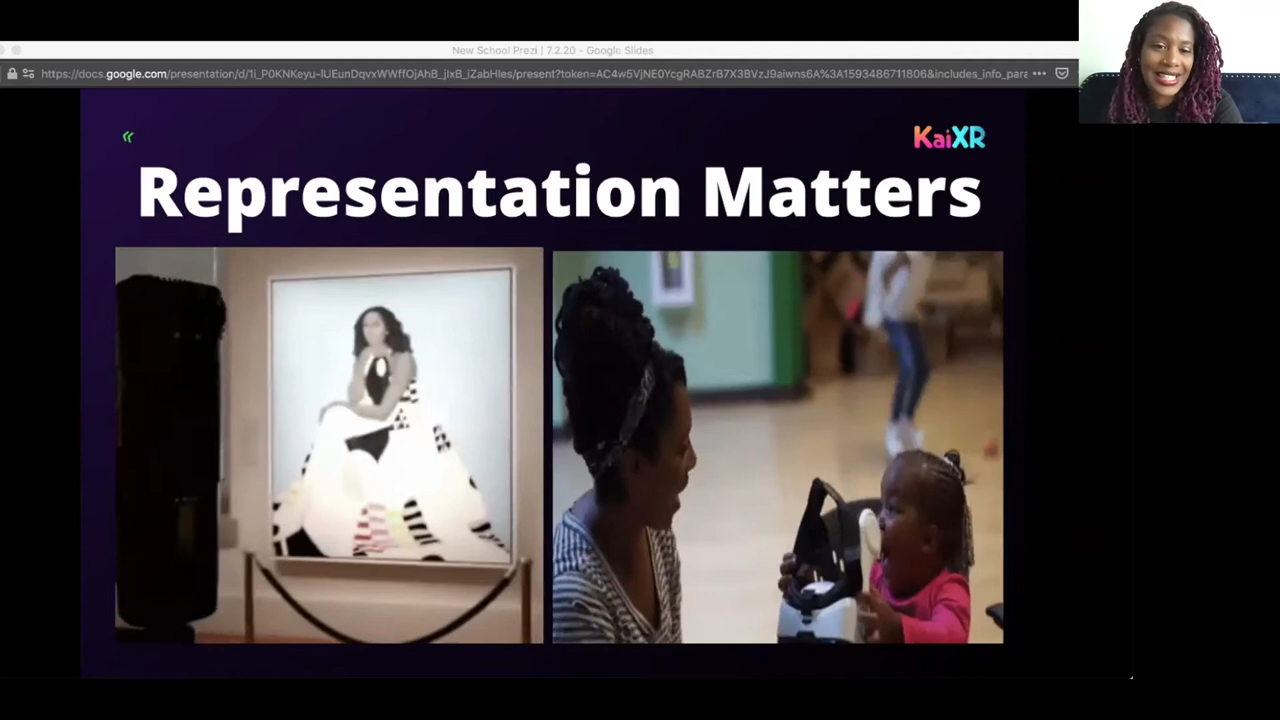 New School Prezi | 7.2.20 - Google Slides
«
KaiXR
Representation Matters